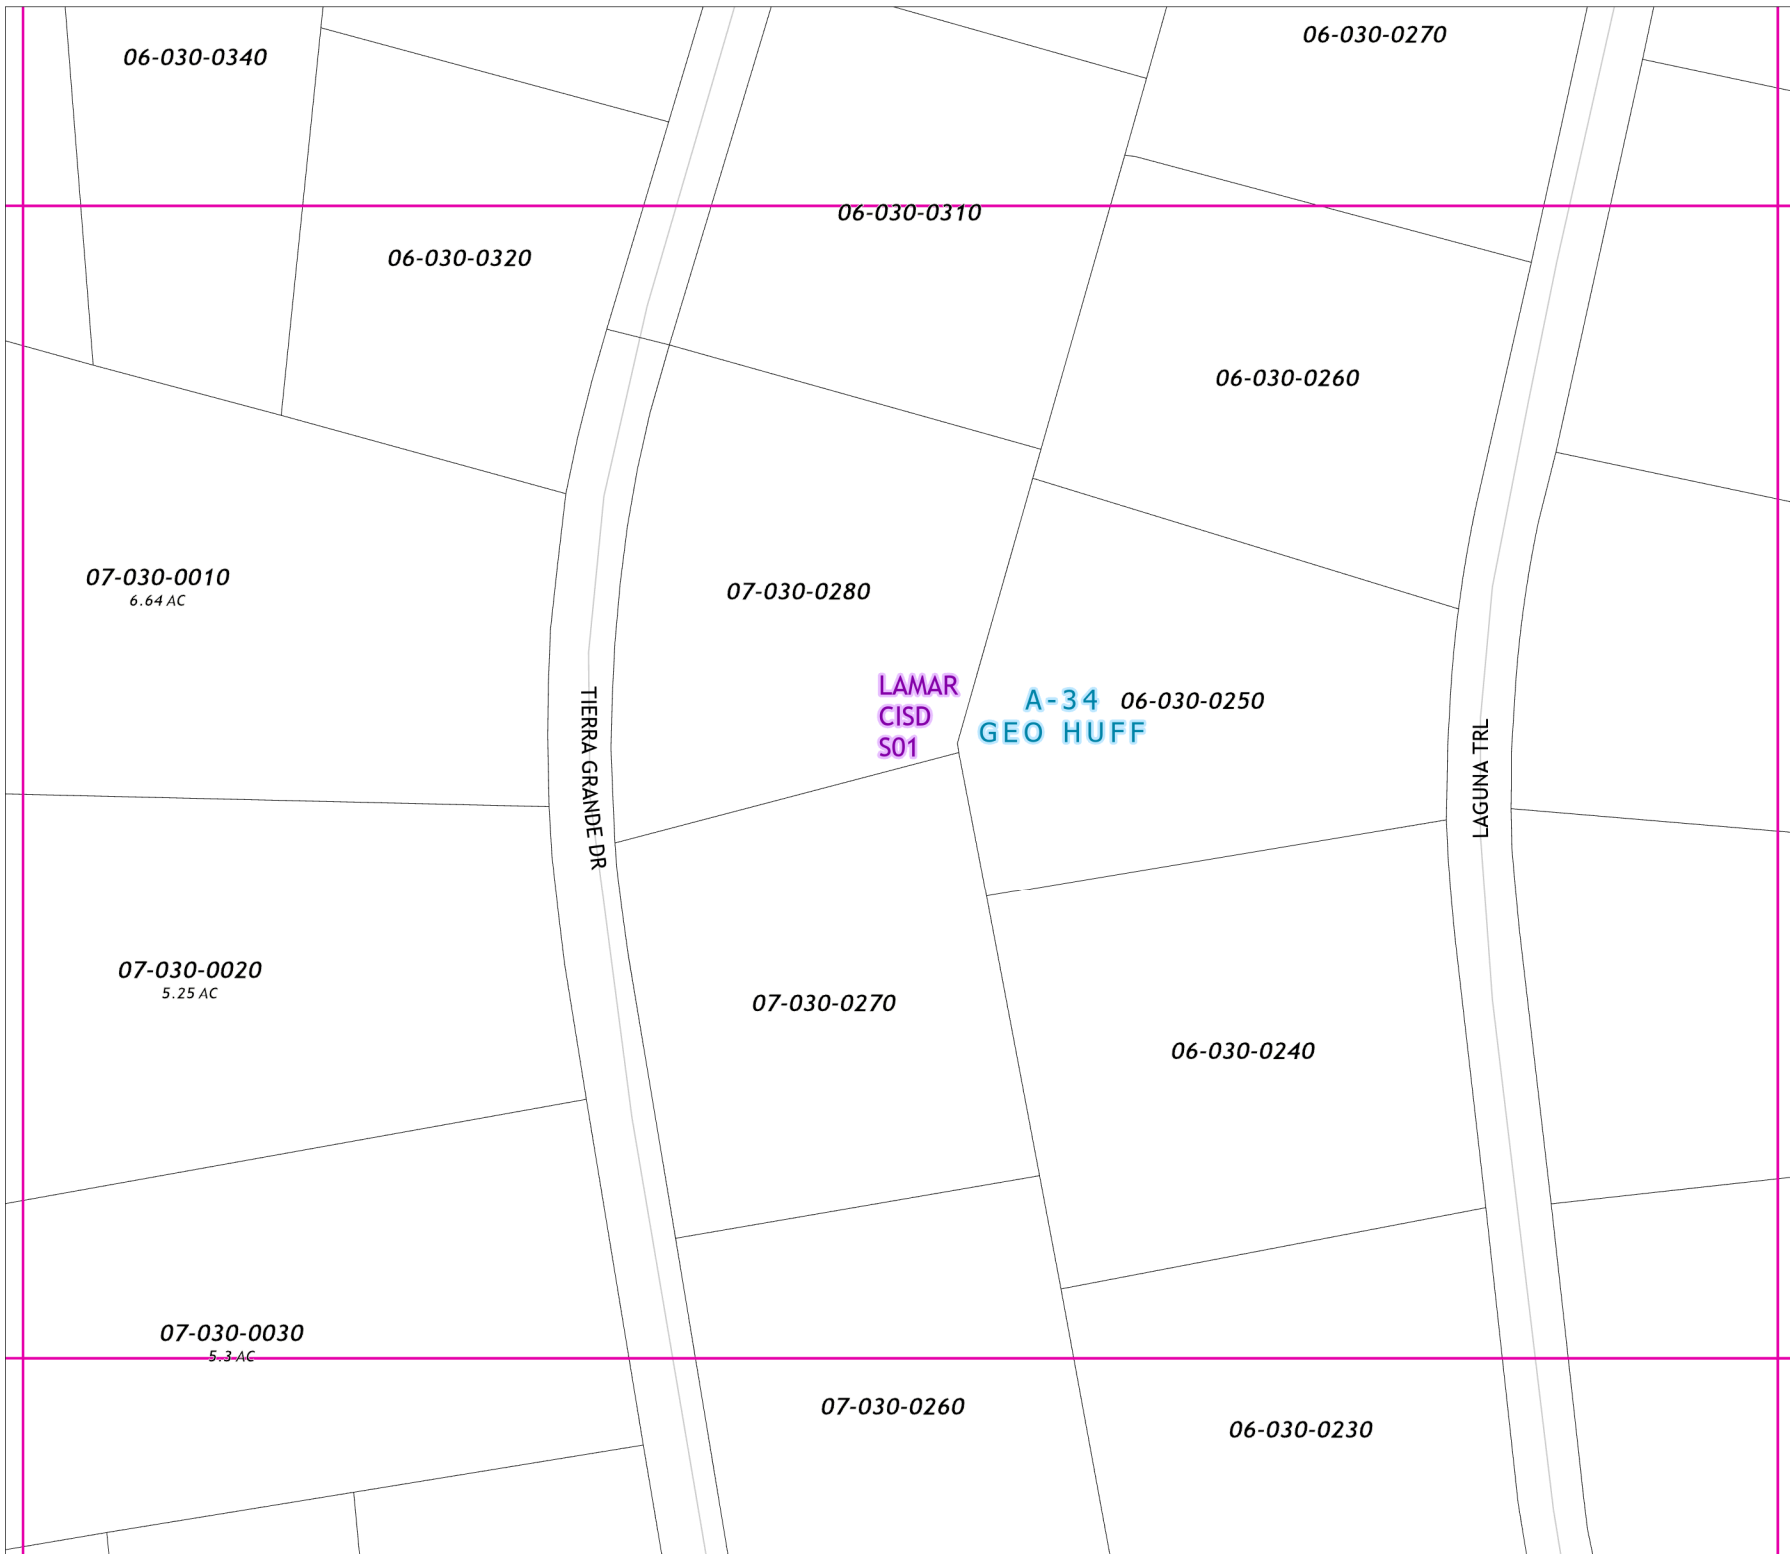 06-030-0270
06-030-0340
06-030-0310
06-030-0320
06-030-0260
07-030-0010
6.64 AC
07-030-0280
LAMAR
CISD
S01
A-34
GEO HUFF
06-030-0250
TIERRA GRANDE DR
LAGUNA TRL
07-030-0020
5.25 AC
07-030-0270
06-030-0240
07-030-0030
5.3 AC
07-030-0260
06-030-0230